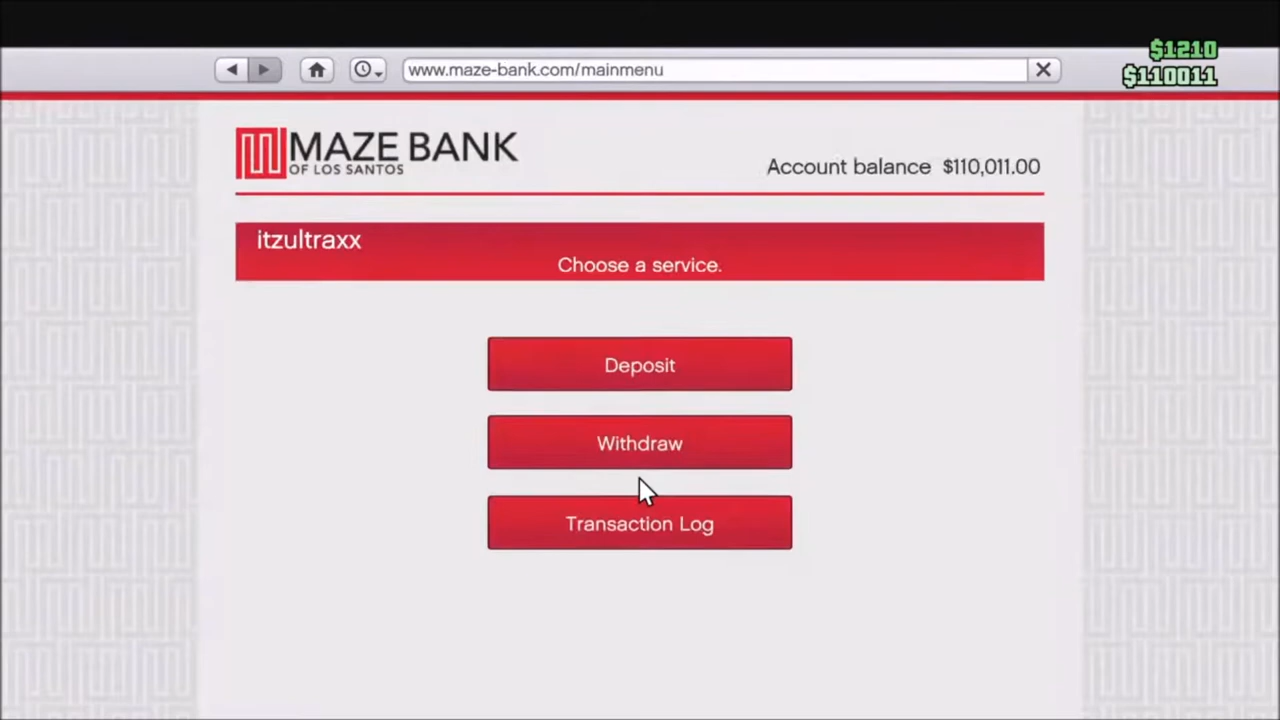 $1210
www.maze-bank.com/mainmenu
$110011
MAZE BANK
OF LOS SANTOS
Account balance $110,011.00
itzultraxx
Choose a service.
Deposit
Withdraw
Transaction Log